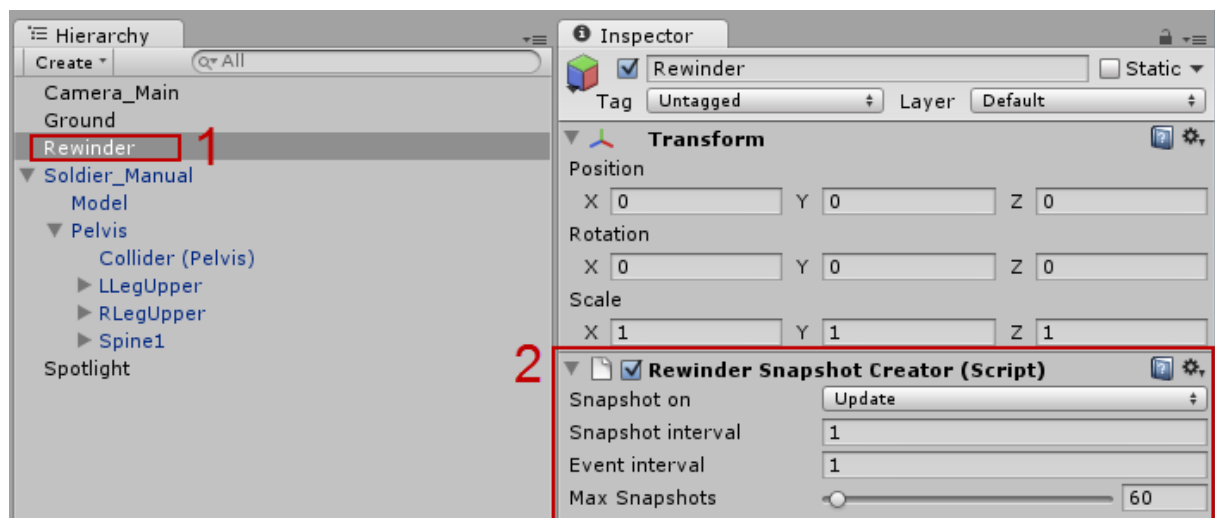 Hierarchy
Create
All
Camera_Main
Ground
Rewinder
1
Soldier_Manual
Model
Pelvis
Collider (Pelvis)
LLegUpper
RLegUpper
Spine1
Spotlight
Inspector
Rewinder
Static
Tag Untagged Layer Default
Transform
Position
X 0 Y 0 Z 0
Rotation
X 0 Y 0 Z 0
Scale
X 1 Y 1 Z 1
2
Rewinder Snapshot Creator (Script)
Snapshot on Update
Snapshot interval 1
Event interval 1
Max Snapshots 60